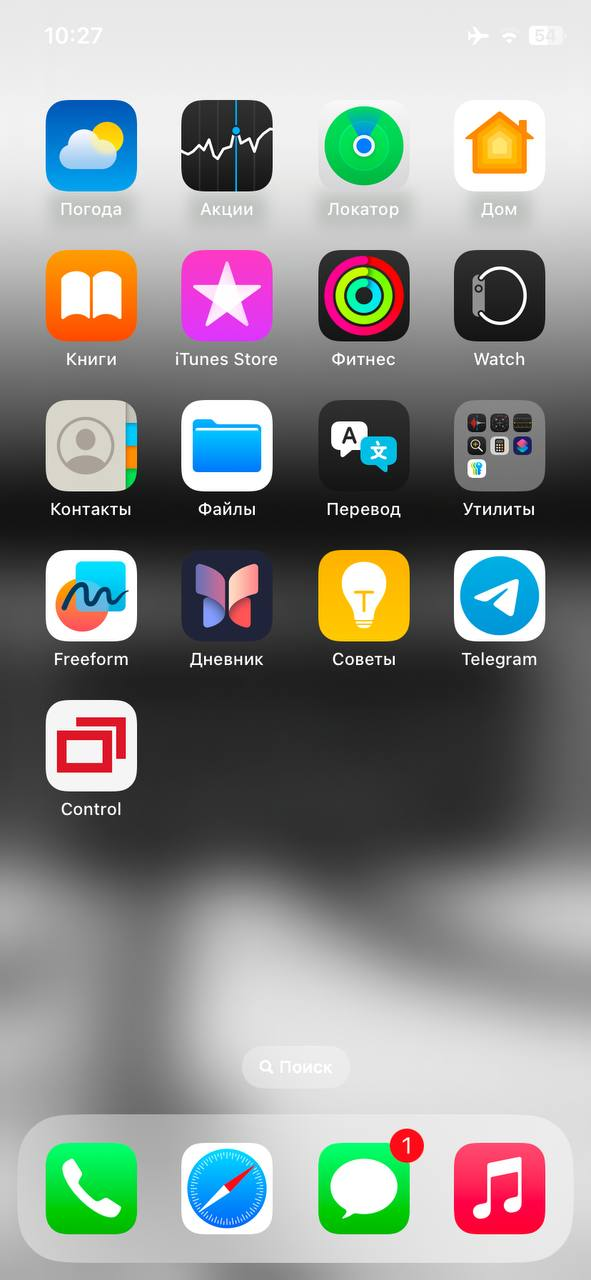 10:27
54
Погода
Акции
Локатор
Дом
Книги
iTunes Store
Фитнес
Watch
Контакты
Файлы
A
文
Перевод
Утилиты
Freeform
Дневник
Советы
Telegram
Control
Поиск
1